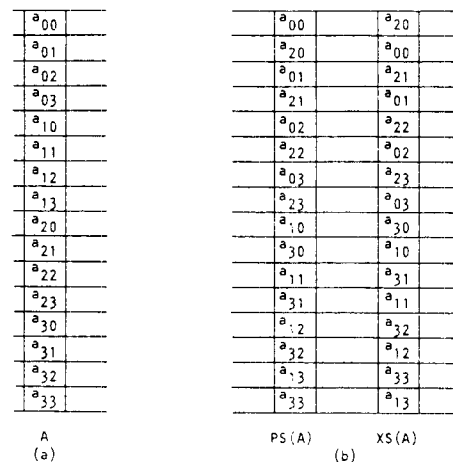 a00 a00 a20
a01 a20 a00
a02 a01 a21
a03 a21 a01
a10 a02 a22
a11 a22 a02
a12 a03 a23
a13 a23 a03
a20 a10 a30
a21 a30 a10
a22 a11 a31
a23 a31 a11
a30 a12 a32
a31 a32 a12
a32 a13 a33
a33 a33 a13
A PS(A) XS(A)
(a) (b)